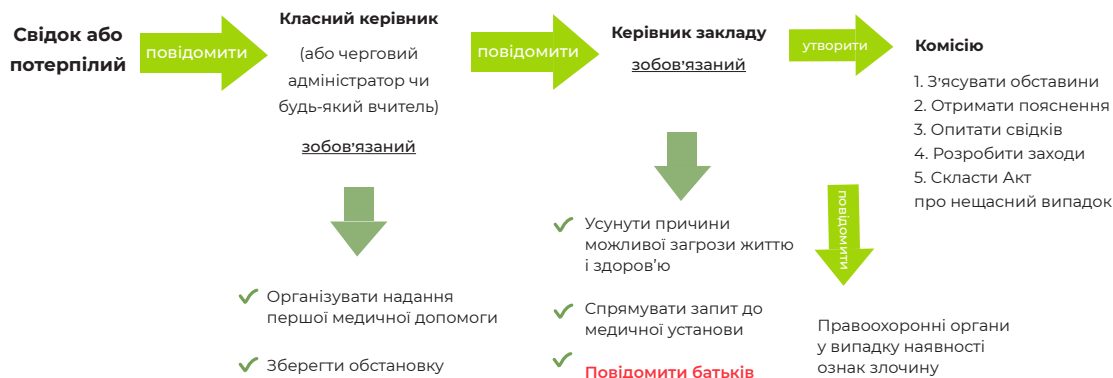 Свідок або
потерпілий
повідомити
Класний керівник
(або черговий
адміністратор чи
будь-який вчитель)
зобов'язаний
повідомити
Керівник закладу
зобов'язаний
утворити
Комісію
1. З'ясувати обставини
2. Отримати пояснення
3. Опитати свідків
4. Розробити заходи
5. Скласти Акт
про нещасний випадок
Організувати надання
першої медичної допомоги
Зберегти обстановку
Усунути причини
можливої загрози життю
і здоров’ю
Спрямувати запит до
медичної установи
Повідомити батьків
повідомити
Правоохоронні органи
у випадку наявності
ознак злочину